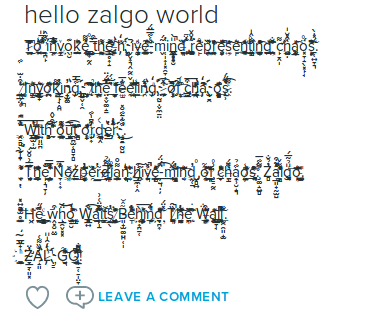 hello zalgo world
To invoke the hive-mind representing chaos.
Invoking the feeling of chaos.
With out order.
The Nezperdian hive-mind of chaos. Zalgo.
He who Waits Behind The Wall.
ZALGO!
LEAVE A COMMENT